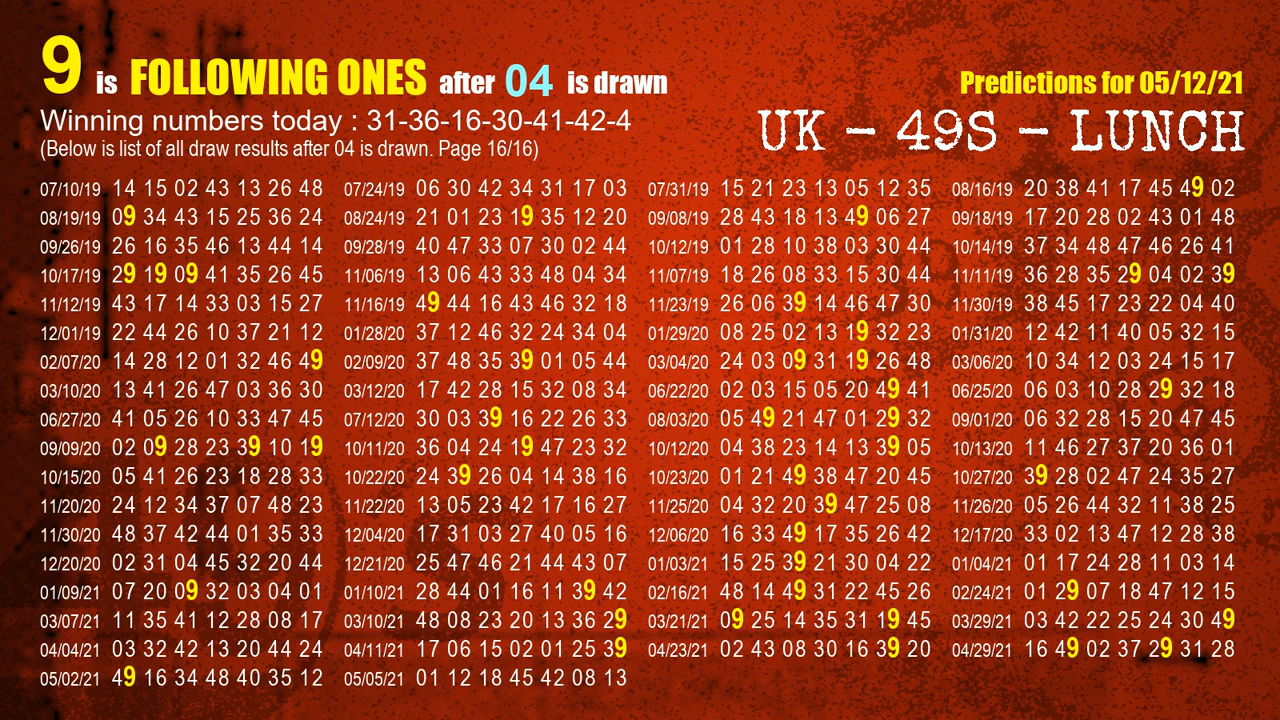 9 is FOLLOWING ONES after 04 is drawn
Predictions for 05/12/21
Winning numbers today : 31-36-16-30-41-42-4
UK - 49S - LUNCH
(Below is list of all draw results after 04 is drawn. Page 16/16)
07/10/19 14 15 02 43 13 26 48 07/24/19 06 30 42 34 31 17 03 07/31/19 15 21 23 13 05 12 35 08/16/19 20 38 41 17 45 49 02
08/19/19 09 34 43 15 25 36 24 08/24/19 21 01 23 19 35 12 20 09/08/19 28 43 18 13 49 06 27 09/18/19 17 20 28 02 43 01 48
09/26/19 26 16 35 46 13 44 14 09/28/19 40 47 33 07 30 02 44 10/12/19 01 28 10 38 03 30 44 10/14/19 37 34 48 47 46 26 41
10/17/19 29 19 09 41 35 26 45 11/06/19 13 06 43 33 48 04 34 11/07/19 18 26 08 33 15 30 44 11/11/19 36 28 35 29 04 02 39
11/12/19 43 17 14 33 03 15 27 11/16/19 49 44 16 43 46 32 18 11/23/19 26 06 39 14 46 47 30 11/30/19 38 45 17 23 22 04 40
12/01/19 22 44 26 10 37 21 12 01/28/20 37 12 46 32 24 34 04 01/29/20 08 25 02 13 19 32 23 01/31/20 12 42 11 40 05 32 15
02/07/20 14 28 12 01 32 46 49 02/09/20 37 48 35 39 01 05 44 03/04/20 24 03 09 31 19 26 48 03/06/20 10 34 12 03 24 15 17
03/10/20 13 41 26 47 03 36 30 03/12/20 17 42 28 15 32 08 34 06/22/20 02 03 15 05 20 49 41 06/25/20 06 03 10 28 29 32 18
06/27/20 41 05 26 10 33 47 45 07/12/20 30 03 39 16 22 26 33 08/03/20 05 49 21 47 01 29 32 09/01/20 06 32 28 15 20 47 45
09/09/20 02 09 28 23 39 10 19 10/11/20 36 04 24 19 47 23 32 10/12/20 04 38 23 14 13 39 05 10/13/20 11 46 27 37 20 36 01
10/15/20 05 41 26 23 18 28 33 10/22/20 24 39 26 04 14 38 16 10/23/20 01 21 49 38 47 20 45 10/27/20 39 28 02 47 24 35 27
11/20/20 24 12 34 37 07 48 23 11/22/20 13 05 23 42 17 16 27 11/25/20 04 32 20 39 47 25 08 11/26/20 05 26 44 32 11 38 25
11/30/20 48 37 42 44 01 35 33 12/04/20 17 31 03 27 40 05 16 12/06/20 16 33 49 17 35 26 42 12/17/20 33 02 13 47 12 28 38
12/20/20 02 31 04 45 32 20 44 12/21/20 25 47 46 21 44 43 07 01/03/21 15 25 39 21 30 04 22 01/04/21 01 17 24 28 11 03 14
01/09/21 07 20 09 32 03 04 01 01/10/21 28 44 01 16 11 39 42 02/16/21 48 14 49 31 22 45 26 02/24/21 01 29 07 18 47 12 15
03/07/21 11 35 41 12 28 08 17 03/10/21 48 08 23 20 13 36 29 03/21/21 09 25 14 35 31 19 45 03/29/21 03 42 22 25 24 30 49
04/04/21 03 32 42 13 20 44 24 04/11/21 17 06 15 02 01 25 39 04/23/21 02 43 08 30 16 39 20 04/29/21 16 49 02 37 29 31 28
05/02/21 49 16 34 48 40 35 12 05/05/21 01 12 18 45 42 08 13